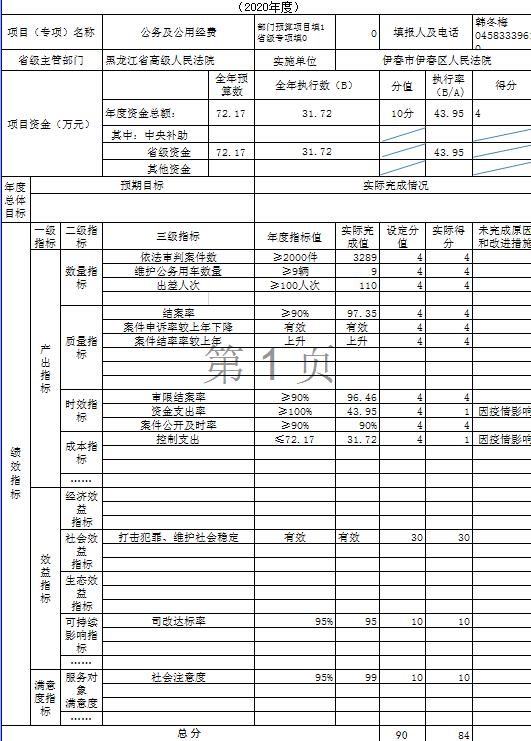 （2020年度）
项目（专项）名称 公务及公用经费 部门预算项目填1 省级专项填0 0 填报人及电话 韩冬梅 0458333961
省级主管部门 黑龙江省高级人民法院 实施单位 伊春市伊春区人民法院
项目资金（万元） 全年预算数 全年执行数（B） 分值 执行率（B/A) 得分
年度资金总额： 72.17 31.72 10分 43.95 4
其中：中央补助
省级资金 72.17 31.72 43.95
其他资金
年度总体目标 预期目标 实际完成情况
绩效指标 一级指标 二级指标 三级指标 年度指标值 实际完成值 设定分值 实际得分 未完成原因和改进措施
产出指标 数量指标 依法审判案件数 ≥2000件 3289 4 4
维护公务用车数量 ≥9辆 9 4 4
出差人次 ≥100人次 110 4 4
质量指标 结案率 ≥90% 97.35 4 4
案件申诉率较上年下降 有效 有效 4 4
案件结率率较上年 上升 上升 4 4
第 1 页
时效指标 审限结案率 ≥90% 96.46 4 4
资金支出率 ≥100% 43.95 4 1 因疫情影响
案件公开及时率 ≥90% 90% 4 4
成本指标 控制支出 ≤72.17 31.72 4 1 因疫情影响
……
效益指标 经济效益指标
社会效益指标 打击犯罪、维护社会稳定 有效 有效 30 30
生态效益指标
可持续影响指标 司改达标率 95% 95 10 10
……
满意度指标 服务对象满意度 社会注意度 95% 99 10 10
……
总分 90 84